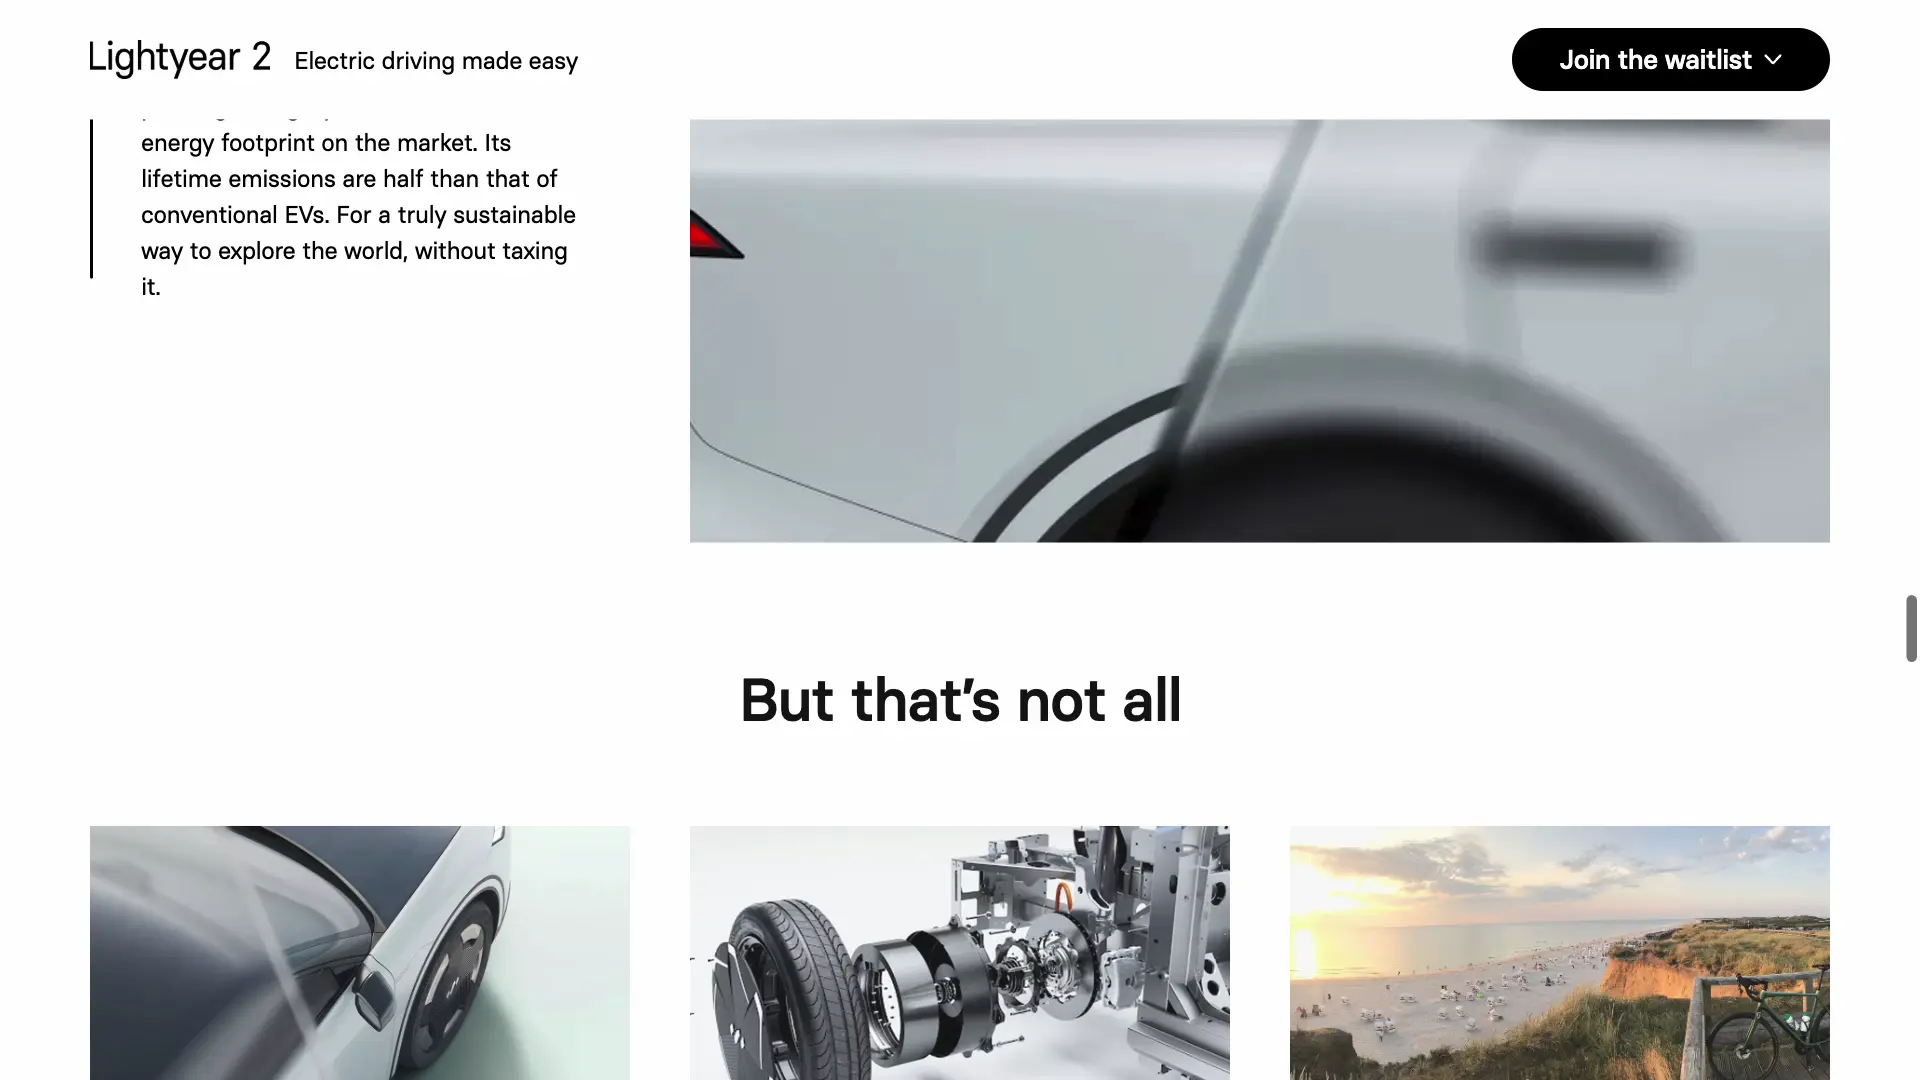 Lightyear 2 Electric driving made easy
Join the waitlist
energy footprint on the market. Its
lifetime emissions are half than that of
conventional EVs. For a truly sustainable
way to explore the world, without taxing
it.
But that’s not all